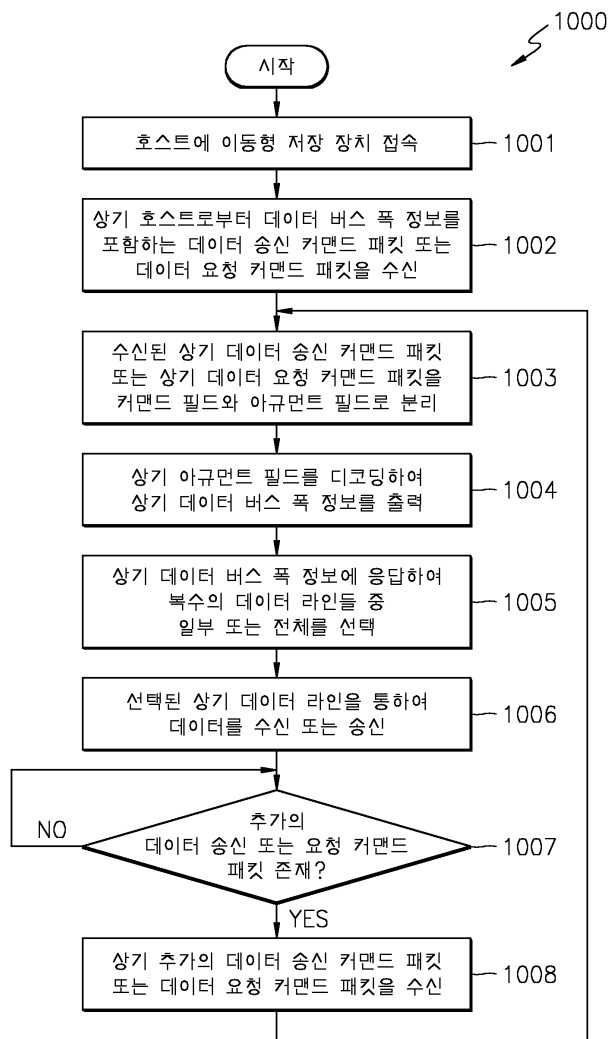 1000
시작
호스트에 이동형 저장 장치 접속
1001
상기 호스트로부터 데이터 버스 폭 정보를
포함하는 데이터 송신 커맨드 패킷 또는
데이터 요청 커맨드 패킷을 수신
1002
수신된 상기 데이터 송신 커맨드 패킷
또는 상기 데이터 요청 커맨드 패킷을
커맨드 필드와 아규먼트 필드로 분리
1003
상기 아규먼트 필드를 디코딩하여
상기 데이터 버스 폭 정보를 출력
1004
상기 데이터 버스 폭 정보에 응답하여
복수의 데이터 라인들 중
일부 또는 전체를 선택
1005
선택된 상기 데이터 라인을 통하여
데이터를 수신 또는 송신
1006
NO
추가의
데이터 송신 또는 요청 커맨드
패킷 존재?
1007
YES
상기 추가의 데이터 송신 커맨드 패킷
또는 데이터 요청 커맨드 패킷을 수신
1008